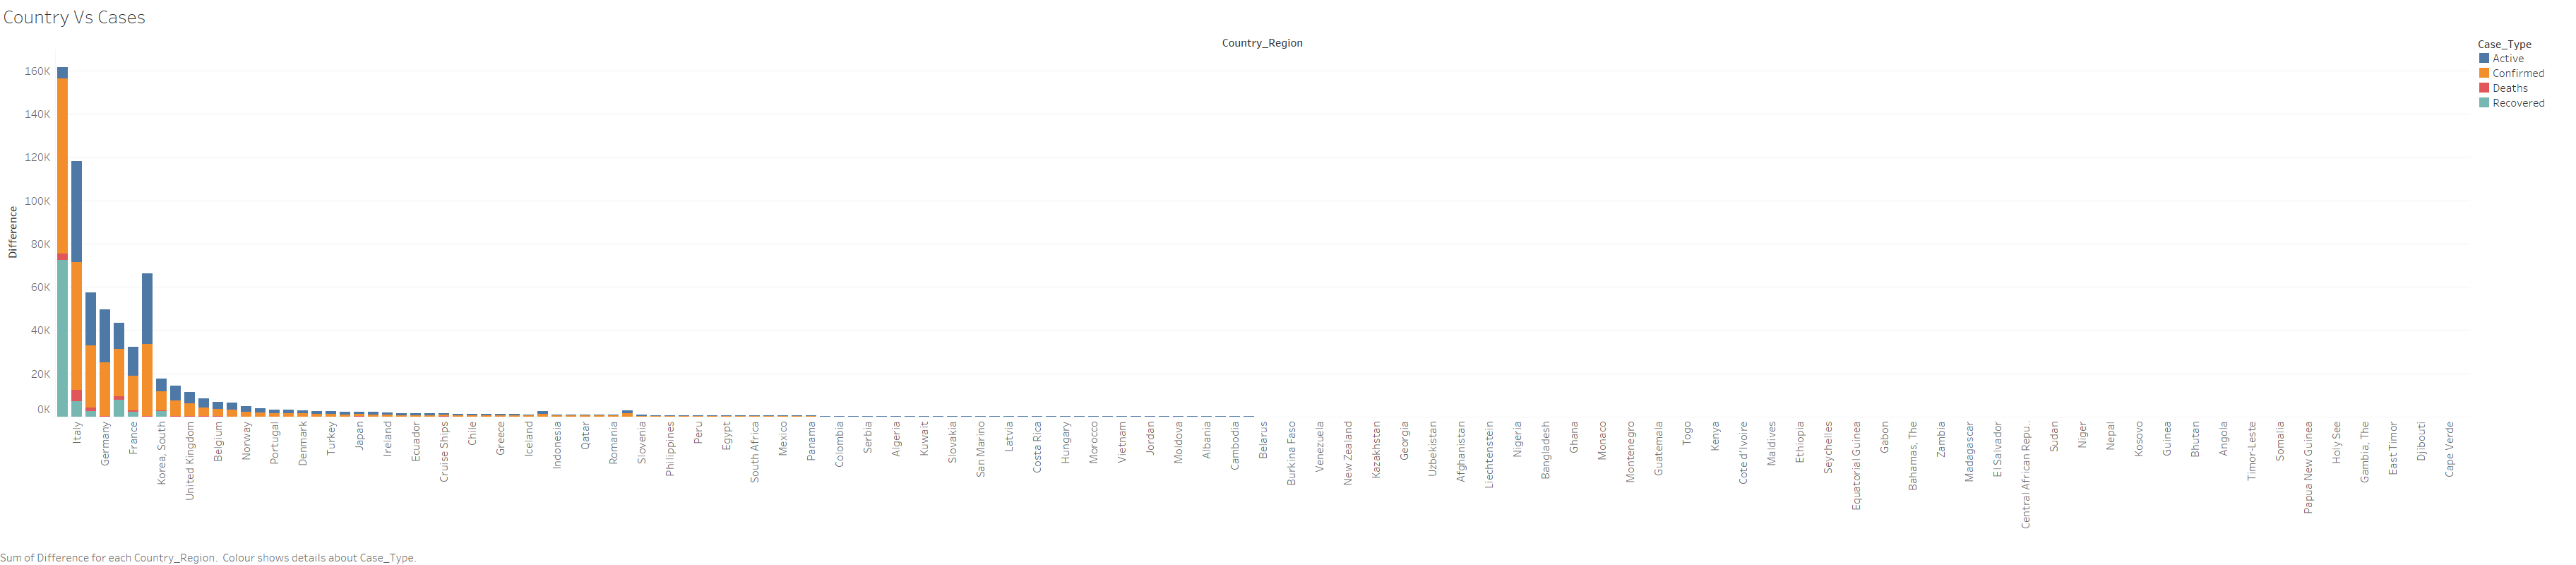 Country Vs Cases
Country_Region
Case_Type
Active
Confirmed
Deaths
Recovered
Difference
160K
140K
120K
100K
80K
60K
40K
20K
0K
Italy
Germany
France
Korea, South
United Kingdom
Belgium
Norway
Portugal
Denmark
Turkey
Japan
Ireland
Ecuador
Cruise Ships
Chile
Greece
Iceland
Indonesia
Qatar
Romania
Slovenia
Philippines
Peru
Egypt
South Africa
Mexico
Panama
Colombia
Serbia
Algeria
Kuwait
Slovakia
San Marino
Latvia
Costa Rica
Hungary
Morocco
Vietnam
Jordan
Moldova
Albania
Cambodia
Belarus
Burkina Faso
Venezuela
New Zealand
Kazakhstan
Georgia
Uzbekistan
Afghanistan
Liechtenstein
Nigeria
Bangladesh
Ghana
Monaco
Montenegro
Guatemala
Togo
Kenya
Cote d'Ivoire
Maldives
Ethiopia
Seychelles
Equatorial Guinea
Gabon
Bahamas, The
Zambia
Madagascar
El Salvador
Central African Repu..
Sudan
Niger
Nepal
Kosovo
Guinea
Bhutan
Angola
Timor-Leste
Somalia
Papua New Guinea
Holy See
Gambia, The
East Timor
Djibouti
Cape Verde
Sum of Difference for each Country_Region.  Colour shows details about Case_Type.